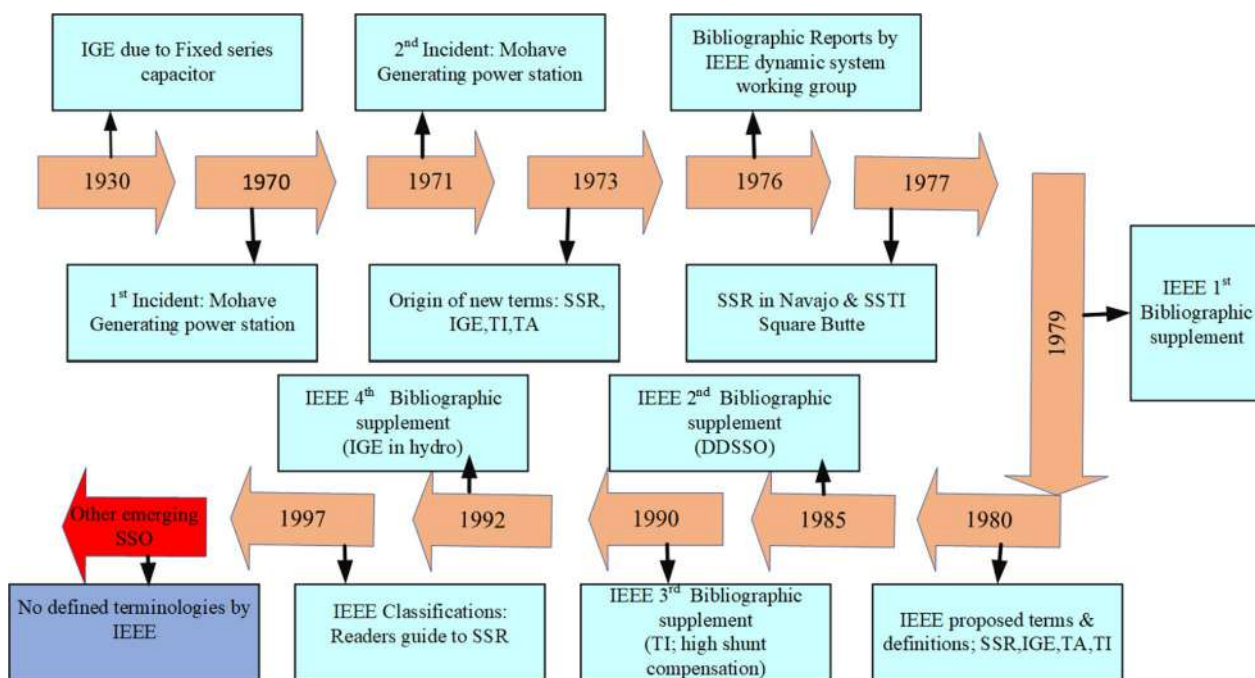 IGE due to Fixed series
capacitor
2nd Incident: Mohave
Generating power station
Bibliographic Reports by
IEEE dynamic system
working group
1930
1970
1971
1973
1976
1977
1st Incident: Mohave
Generating power station
Origin of new terms: SSR,
IGE,TI,TA
SSR in Navajo & SSTI
Square Butte
1979
IEEE 1st
Bibliographic
supplement
IEEE 4th Bibliographic
supplement
(IGE in hydro)
IEEE 2nd Bibliographic
supplement
(DDSSO)
Other emerging
SSO
1997
1992
1990
1985
1980
No defined terminologies by
IEEE
IEEE Classifications:
Readers guide to SSR
IEEE 3rd Bibliographic
supplement
(TI; high shunt
compensation)
IEEE proposed terms &
definitions; SSR,IGE,TA,TI